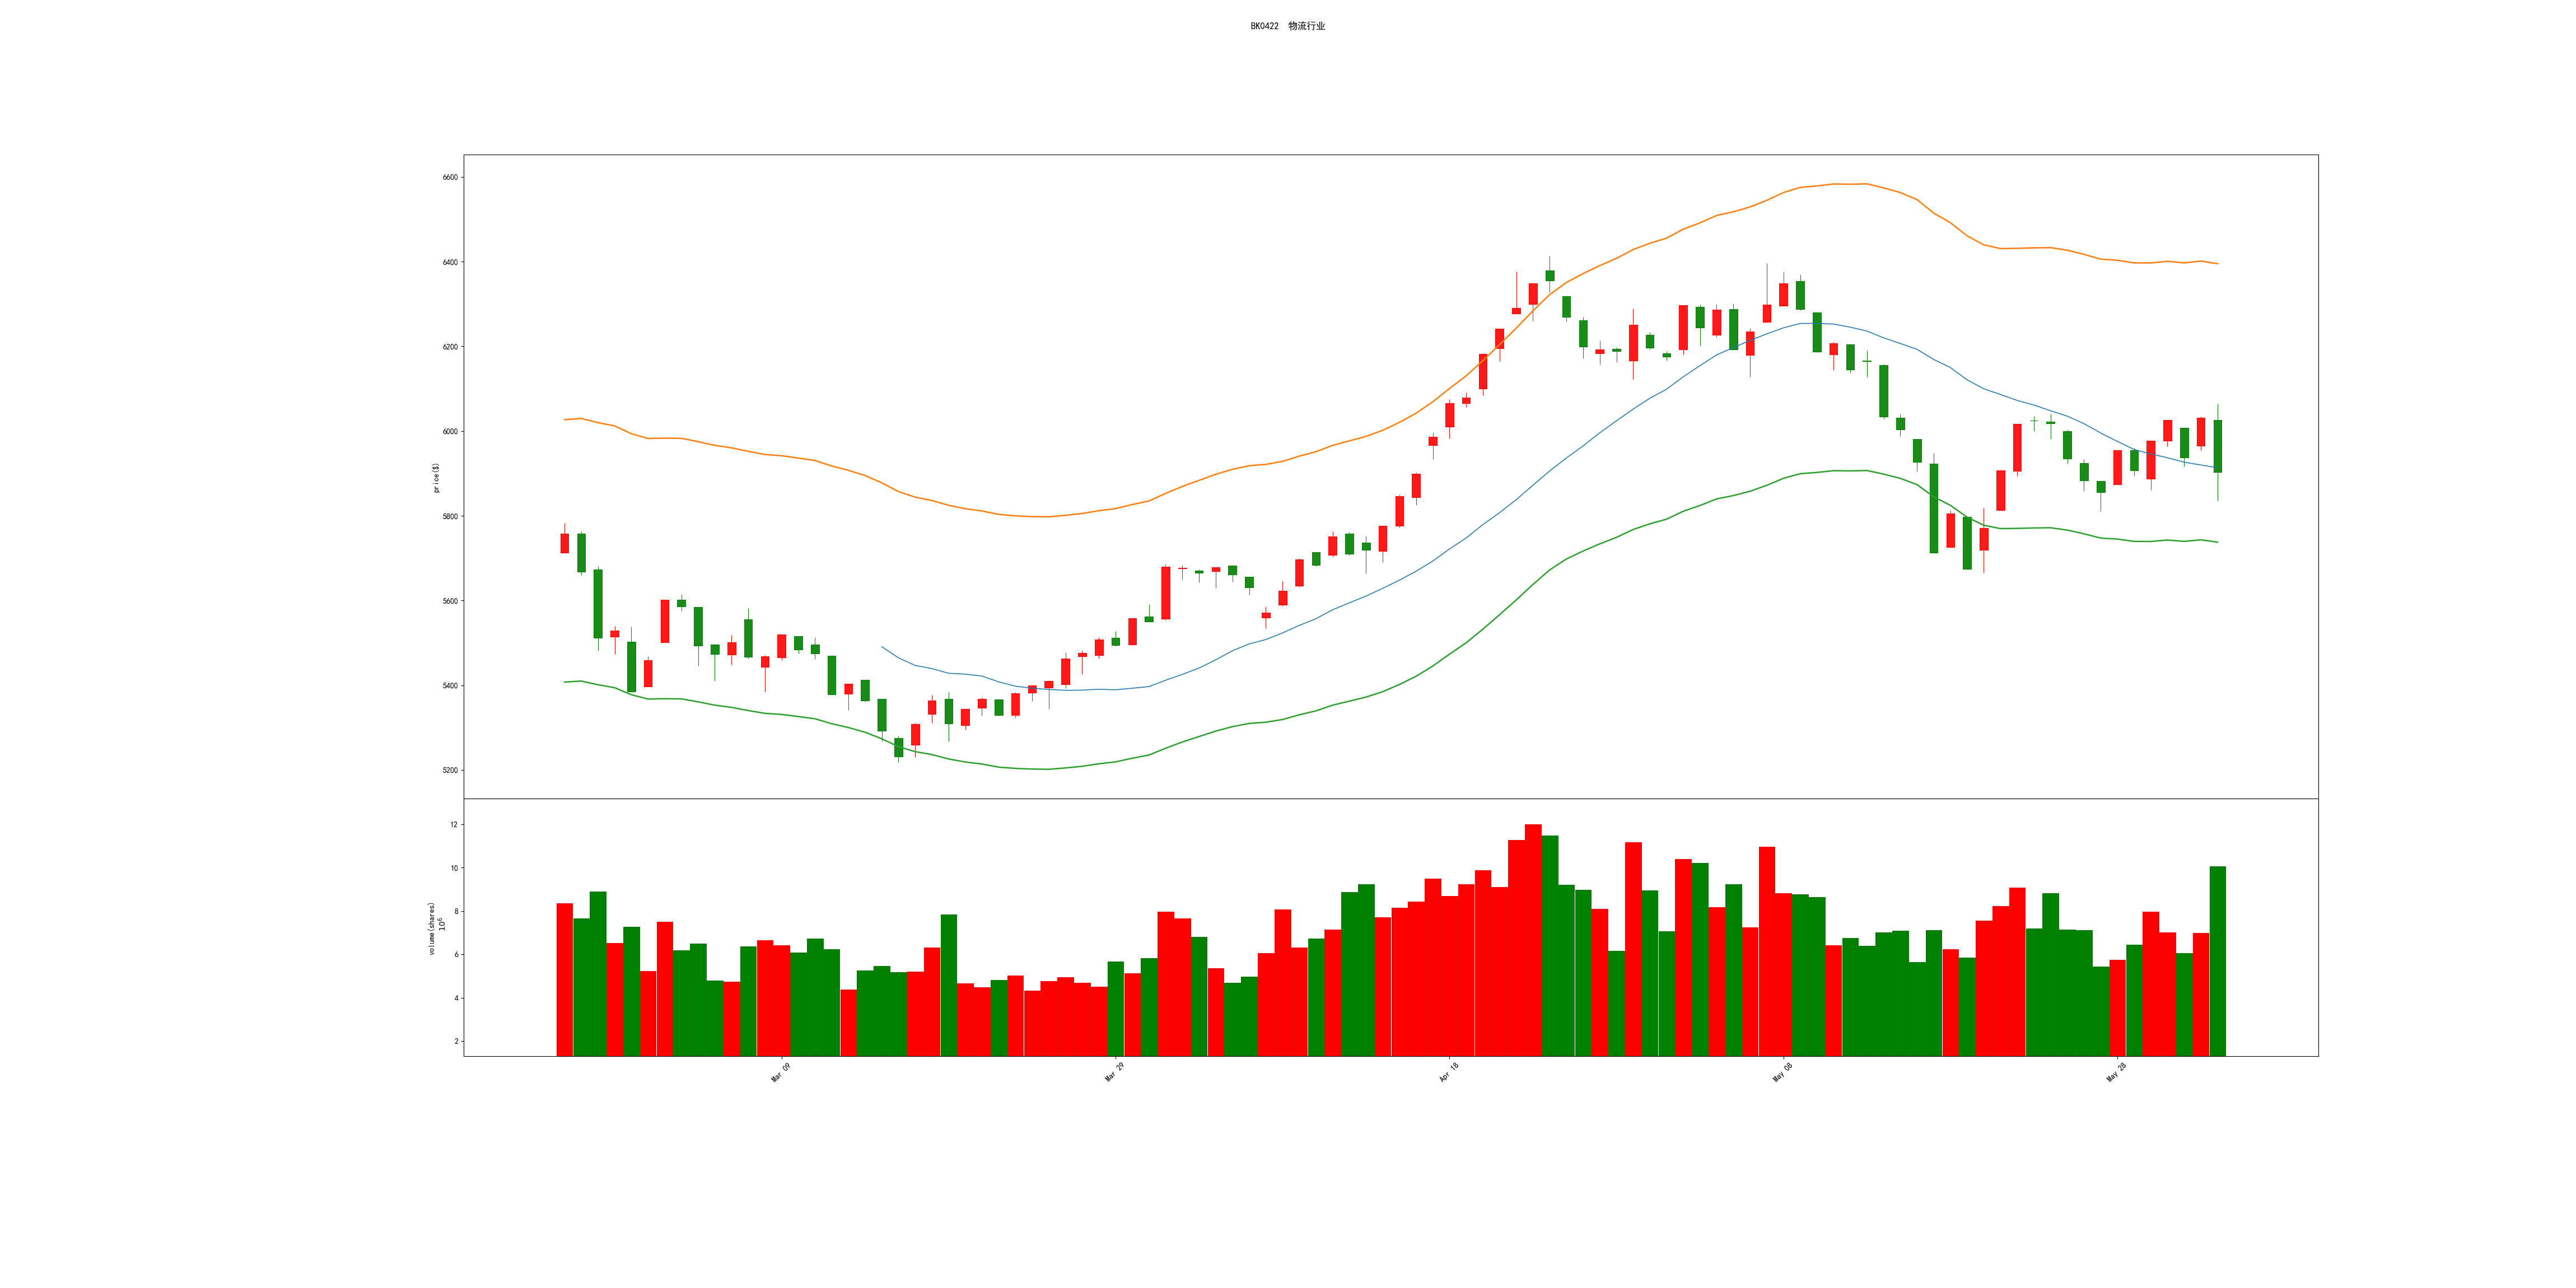 BK0422 物流行业
6600
6400
6200
6000
5800
5600
5400
5200
price($)
12
10
8
6
4
2
volume(shares)
10^6
Mar 09
Mar 29
Apr 18
May 08
May 28